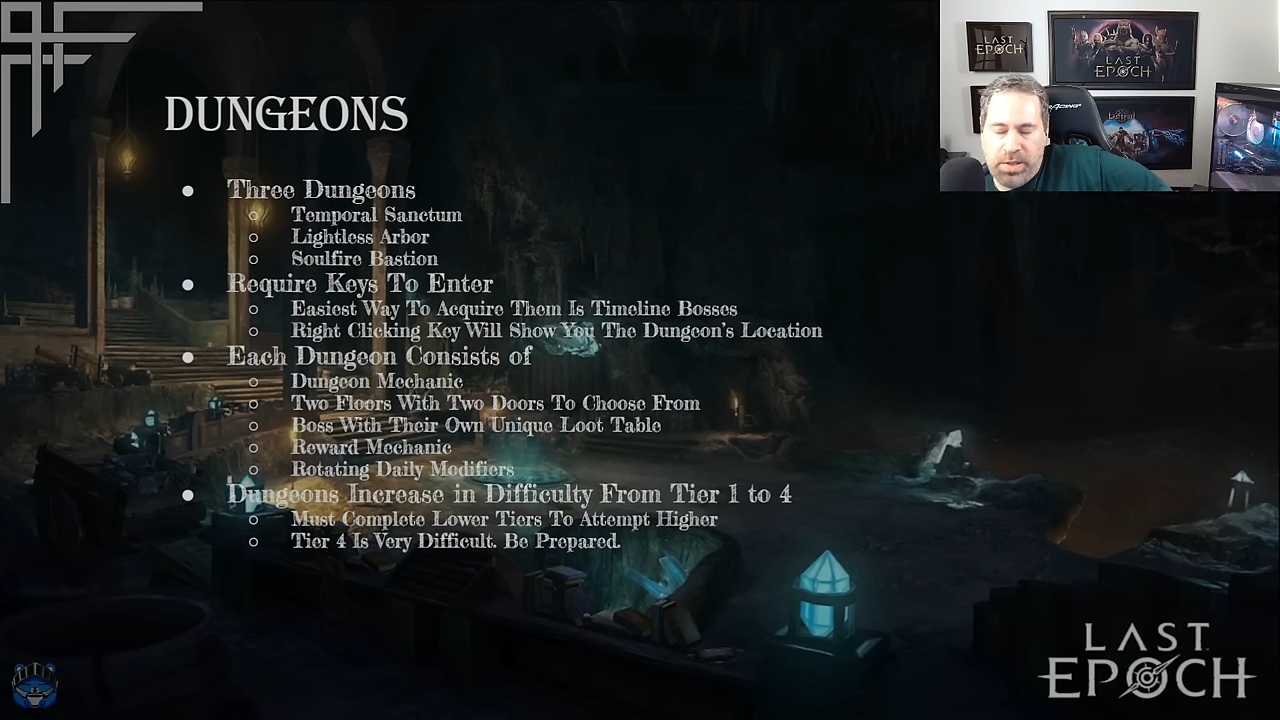 DUNGEONS
Three Dungeons
Temporal Sanctum
Lightless Arbor
Soulfire Bastion
Require Keys To Enter
Easiest Way To Acquire Them Is Timeline Bosses
Right Clicking Key Will Show You The Dungeon's Location
Each Dungeon Consists of
Dungeon Mechanic
Two Floors With Two Doors To Choose From
Boss With Their Own Unique Loot Table
Reward Mechanic
Rotating Daily Modifiers
Dungeons Increase in Difficulty From Tier 1 to 4
Must Complete Lower Tiers To Attempt Higher
Tier 4 Is Very Difficult. Be Prepared.
LAST
EPOCH
LAST
EPOCH
LAST
EPOCH